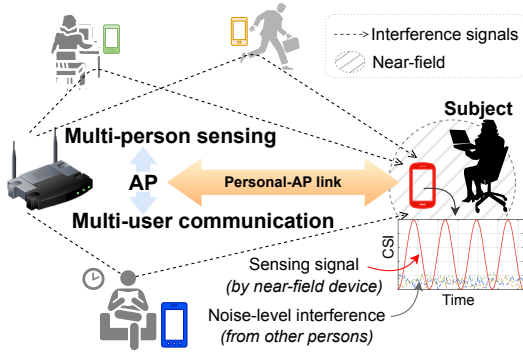 Interference signals
Near-field
Subject
Multi-person sensing
AP
Personal-AP link
Multi-user communication
CSI
Sensing signal
(by near-field device)
Time
Noise-level interference
(from other persons)